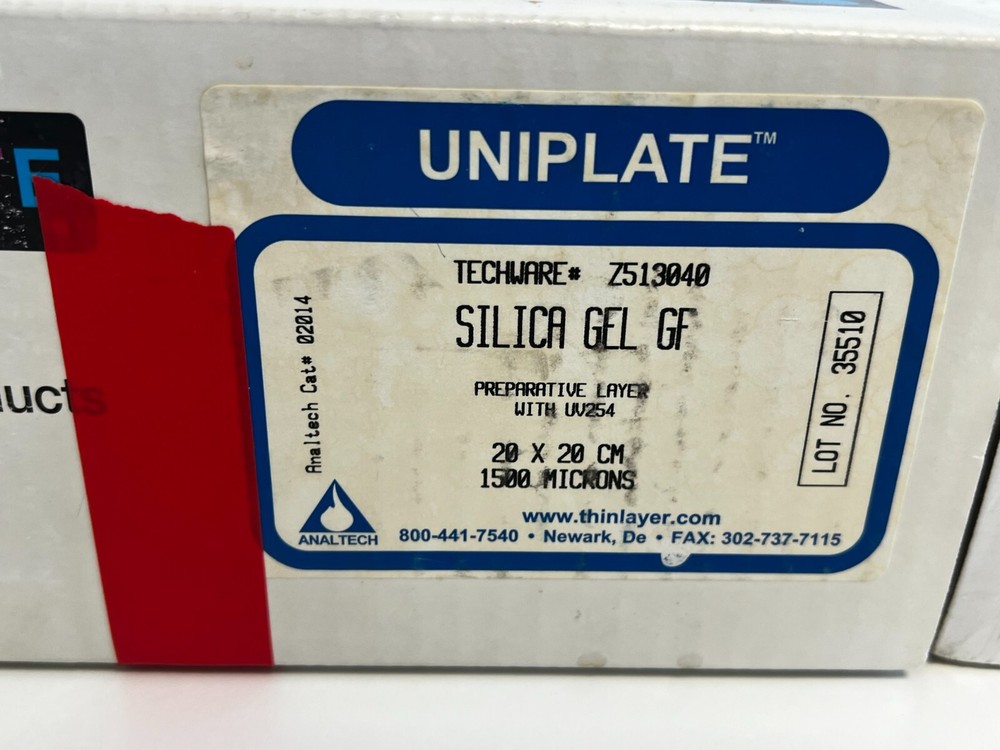 E
ucts
UNIPLATE™
TECHWARE# Z513040
SILICA GEL GF
PREPARATIVE LAYER
WITH UV254
20 X 20 CM
1500 MICRONS
Analtech Cat# 02014
LOT NO. 35510
ANALTECH
www.thinlayer.com
800-441-7540 • Newark, De • FAX: 302-737-7115